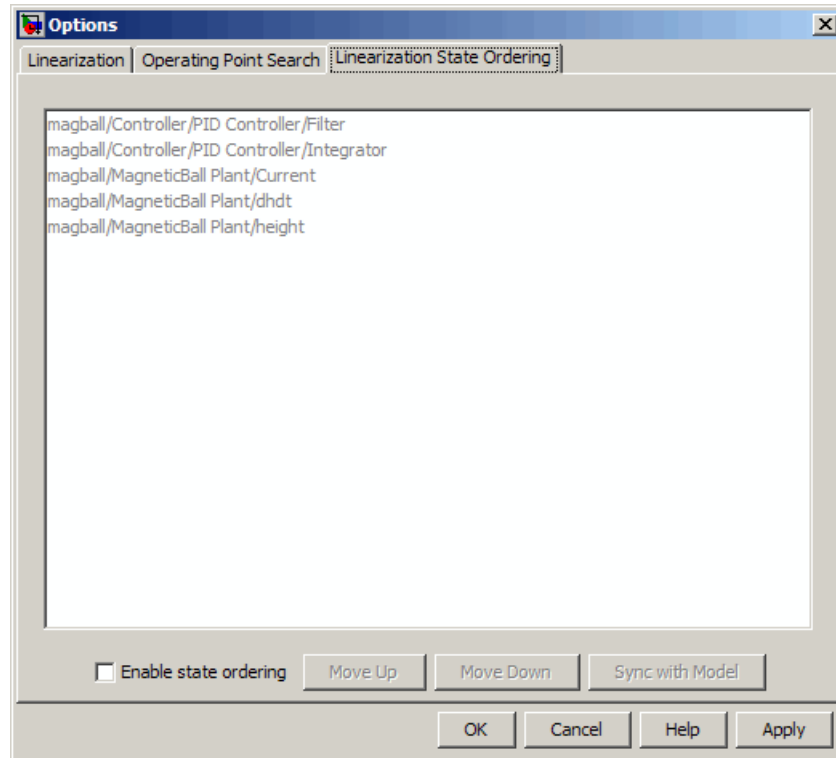 Options
Linearization Operating Point Search Linearization State Ordering
magball/Controller/PID Controller/Filter
magball/Controller/PID Controller/Integrator
magball/MagneticBall Plant/Current
magball/MagneticBall Plant/dhdt
magball/MagneticBall Plant/height
Enable state ordering Move Up Move Down Sync with Model
OK Cancel Help Apply